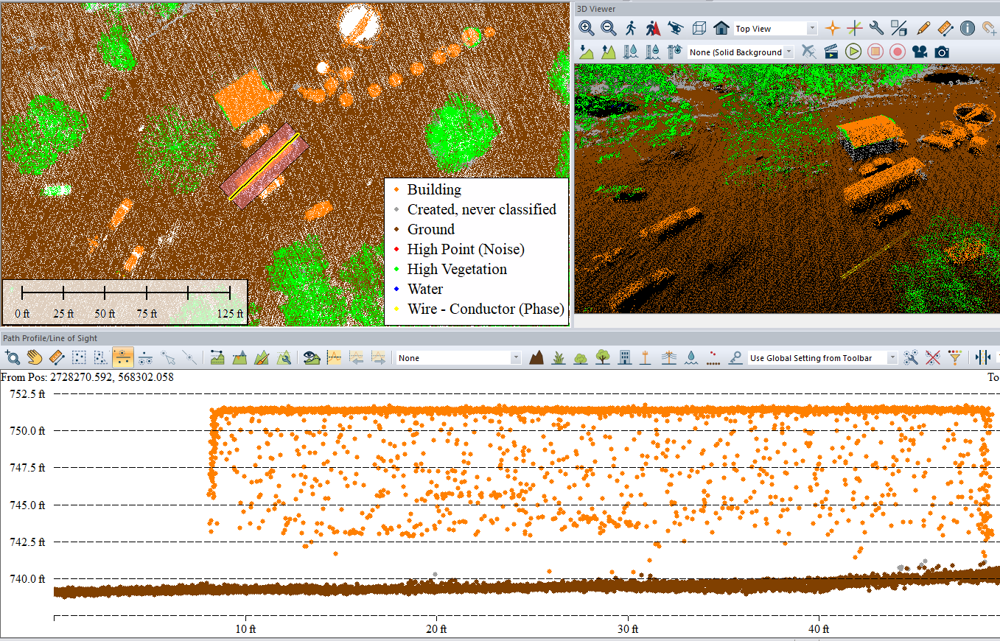 3D Viewer
Top View
None (Solid Background
Building
Created, never classified
Ground
High Point (Noise)
High Vegetation
Water
Wire - Conductor (Phase)
0 ft 25 ft 50 ft 75 ft 125 ft
Path Profile/Line of Sight
None
Use Global Setting from Toolbar
From Pos: 2728270.592, 568302.058
To
752.5 ft
750.0 ft
747.5 ft
745.0 ft
742.5 ft
740.0 ft
10 ft 20 ft 30 ft 40 ft